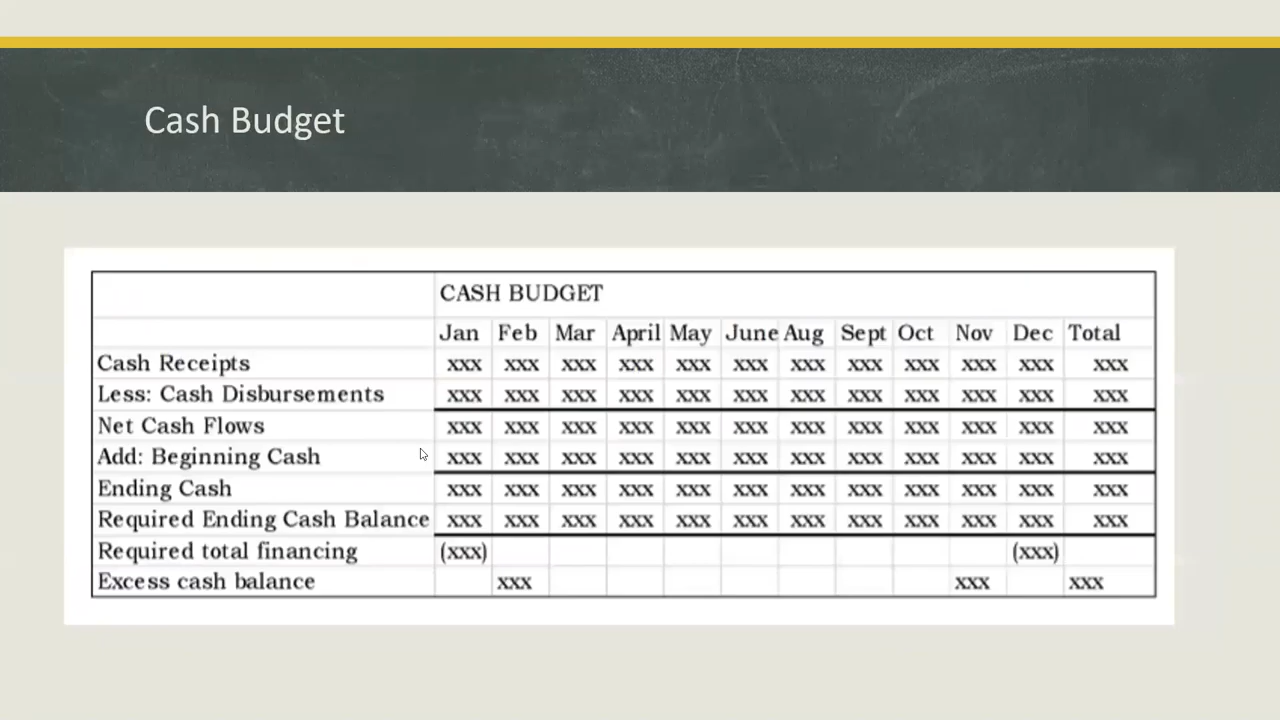 Cash Budget
CASH BUDGET
Jan Feb Mar April May June Aug Sept Oct Nov Dec Total
Cash Receipts xxx xxx xxx xxx xxx xxx xxx xxx xxx xxx xxx xxx
Less: Cash Disbursements xxx xxx xxx xxx xxx xxx xxx xxx xxx xxx xxx xxx
Net Cash Flows xxx xxx xxx xxx xxx xxx xxx xxx xxx xxx xxx xxx
Add: Beginning Cash xxx xxx xxx xxx xxx xxx xxx xxx xxx xxx xxx xxx
Ending Cash xxx xxx xxx xxx xxx xxx xxx xxx xxx xxx xxx xxx
Required Ending Cash Balance xxx xxx xxx xxx xxx xxx xxx xxx xxx xxx xxx xxx
Required total financing (xxx) (xxx)
Excess cash balance xxx xxx xxx